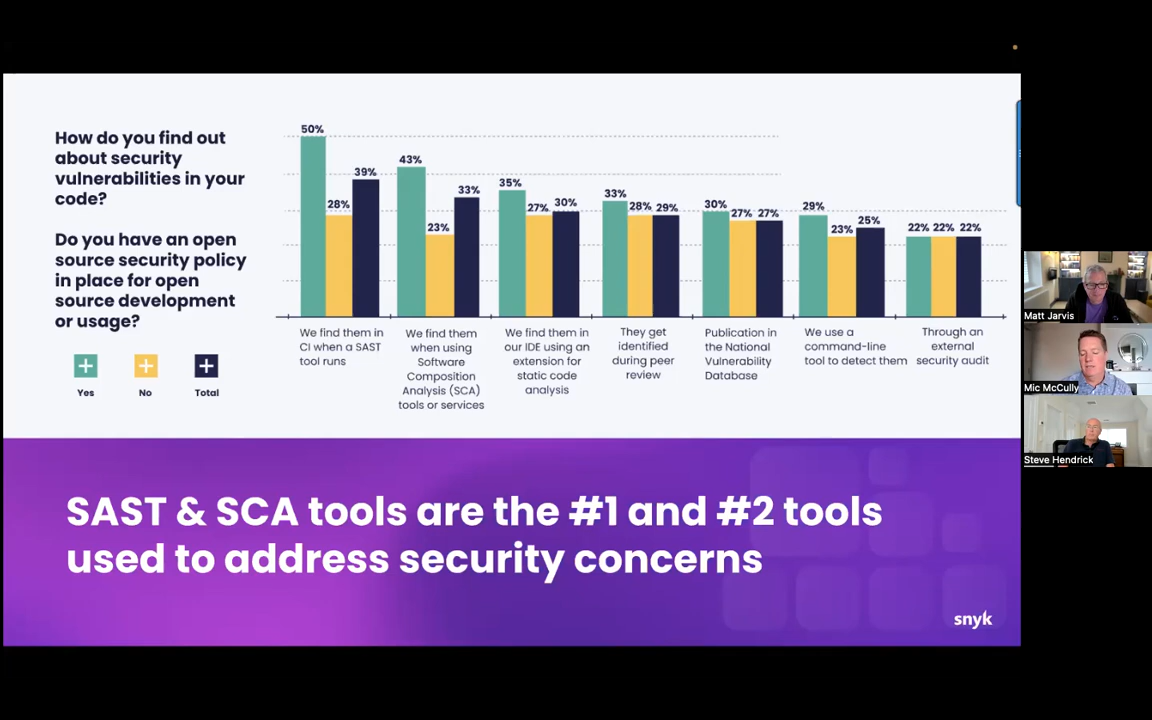 How do you find out
about security
vulnerabilities in your
code?
Do you have an open
source security policy
in place for open
source development
or usage?
Yes
No
Total
50%
28%
39%
43%
23%
33%
35%
27%
30%
33%
28%
29%
30%
27%
27%
29%
23%
25%
22%
22%
22%
We find them in
CI when a SAST
tool runs
We find them
when using
Software
Composition
Analysis (SCA)
tools or services
We find them in
our IDE using an
extension for
static code
analysis
They get
identified
during peer
review
Publication in
the National
Vulnerability
Database
We use a
command-line
tool to detect them
Through an
external
security audit
SAST & SCA tools are the #1 and #2 tools
used to address security concerns
snyk
Matt Jarvis
Mic McCully
Steve Hendrick